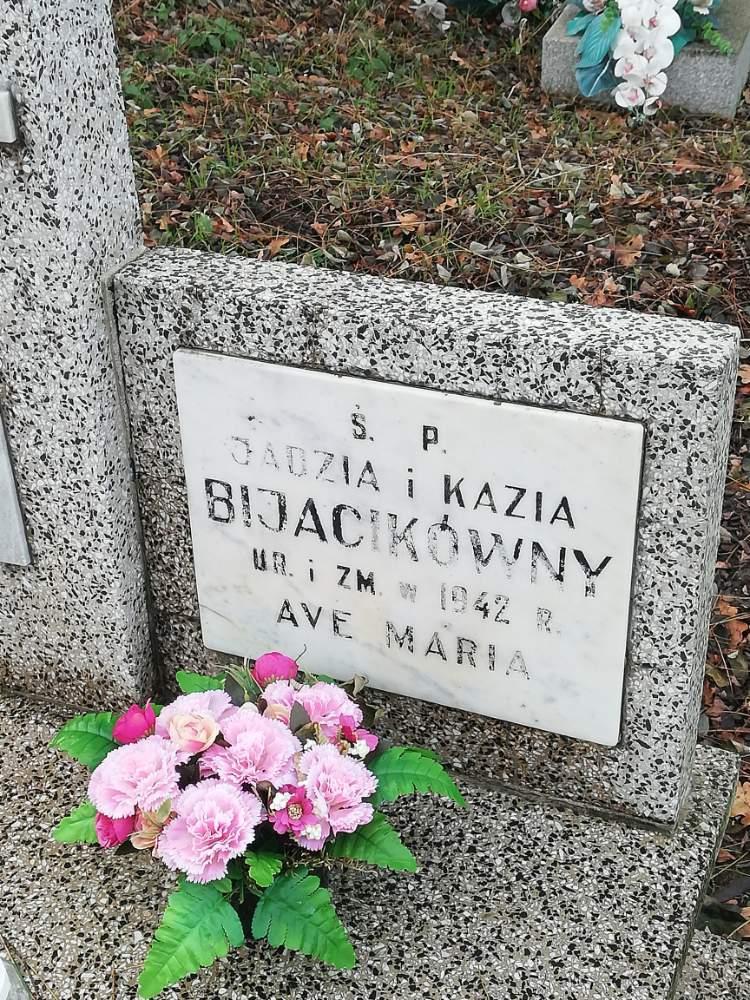 Ś. P.
JADZIA i KAZIA
BIJACIKÓWNY
UR. i ZM. w 1942 R.
AVE MARIA